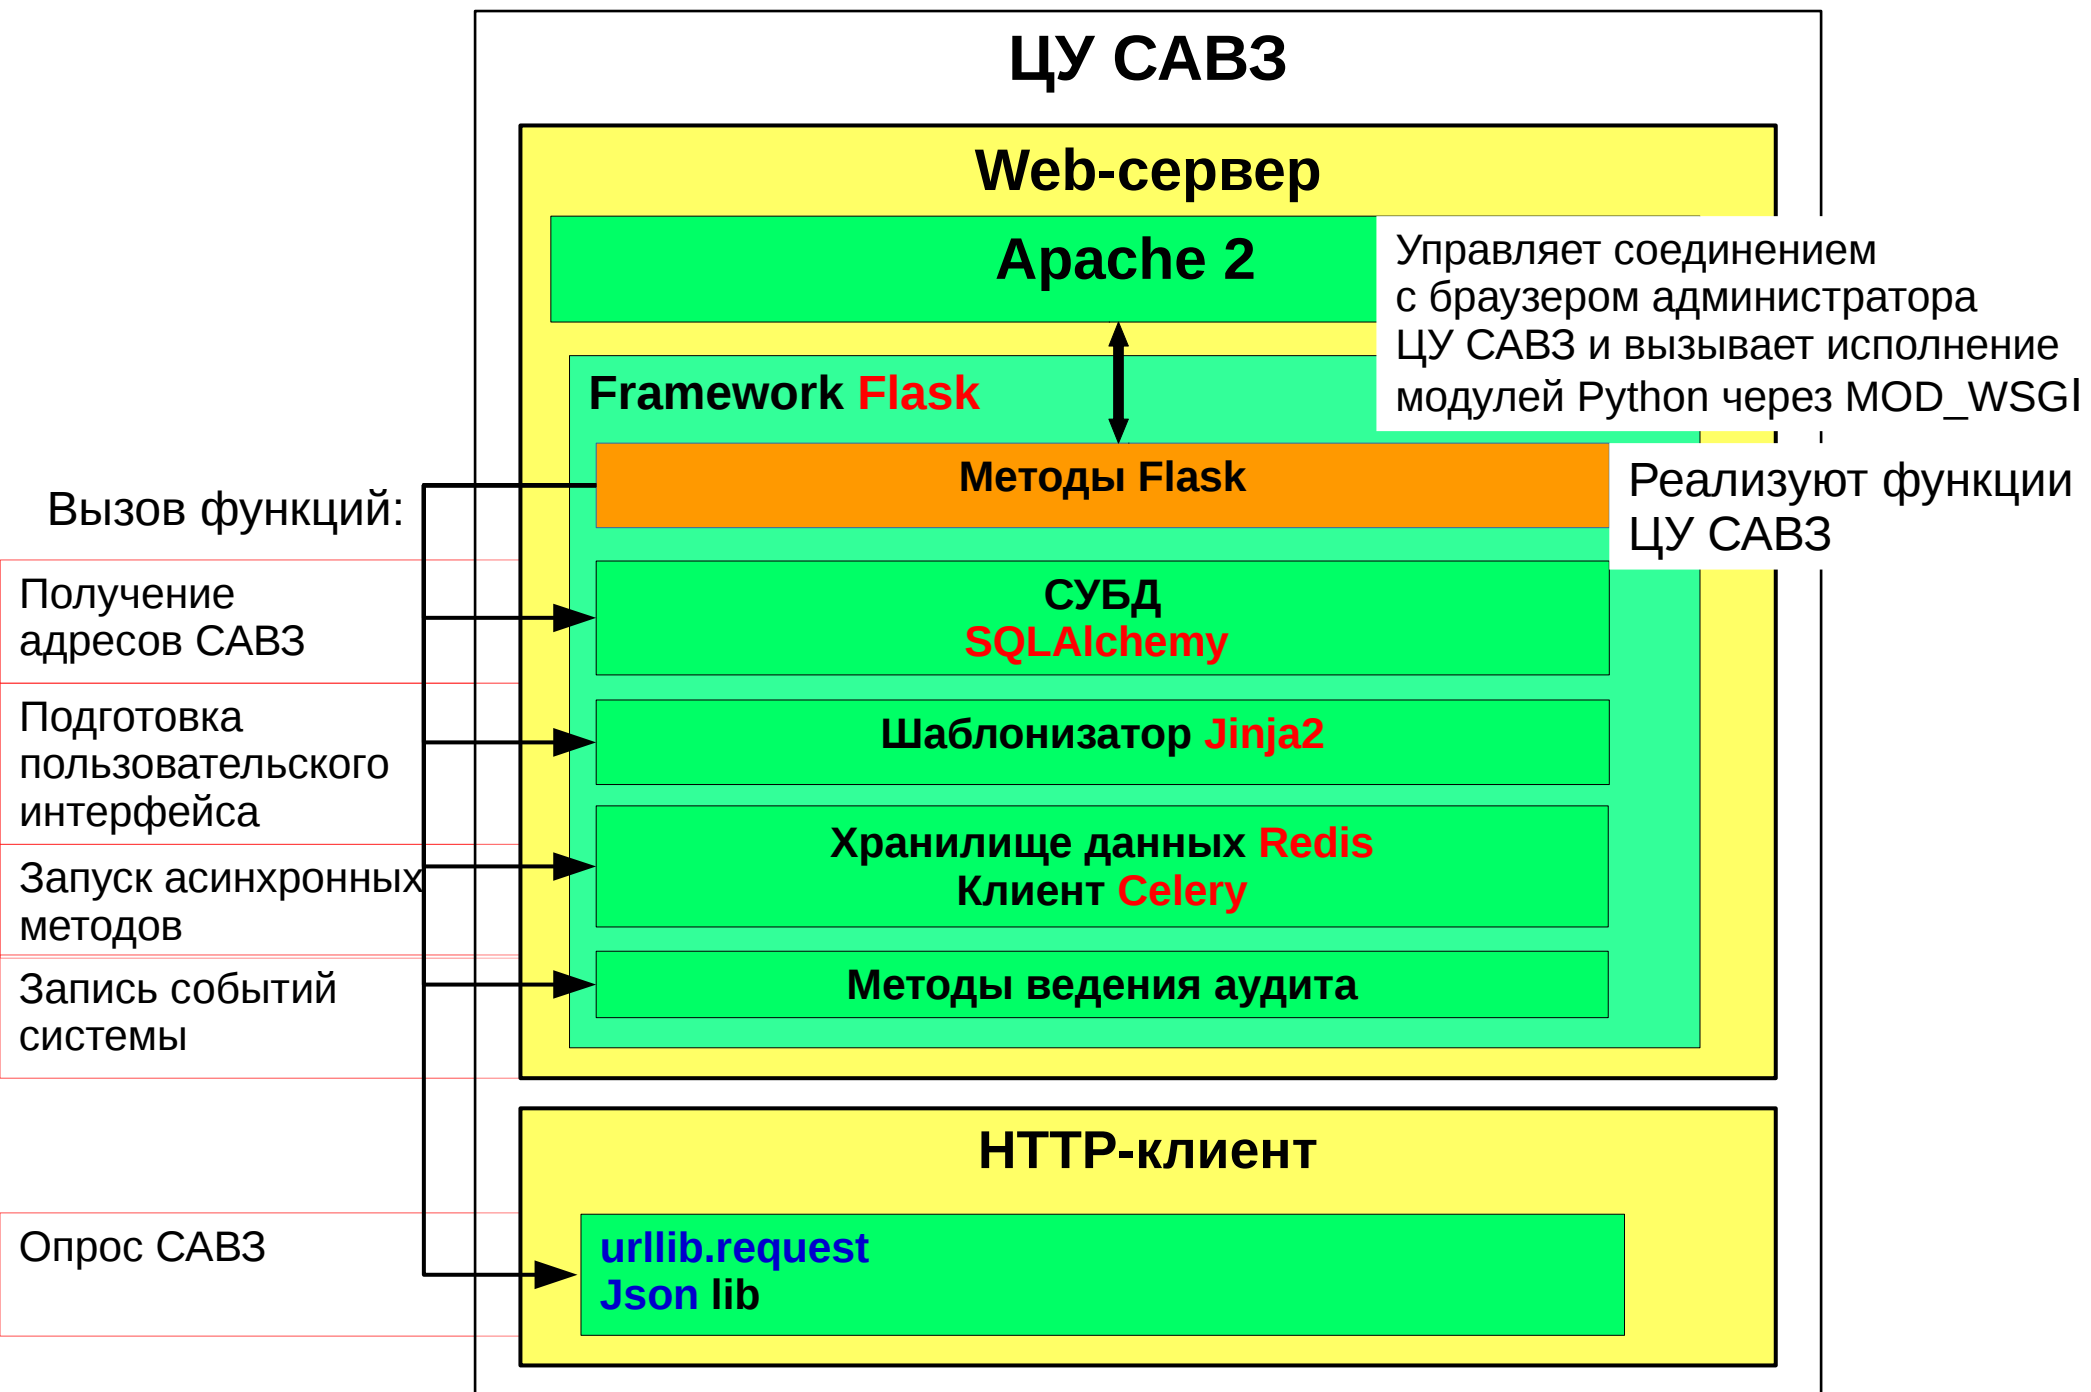 ЦУ САВЗ
Web-сервер
Apache 2
Управляет соединением
с браузером администратора
ЦУ САВЗ и вызывает исполнение
модулей Python через MOD_WSGI
Framework Flask
Методы Flask
Реализуют функции
ЦУ САВЗ
Вызов функций:
Получение
адресов САВЗ
СУБД
SQLAlchemy
Подготовка
пользовательского
интерфейса
Шаблонизатор Jinja2
Запуск асинхронных
методов
Хранилище данных Redis
Клиент Celery
Запись событий
системы
Методы ведения аудита
HTTP-клиент
Опрос САВЗ
urllib.request
Json lib